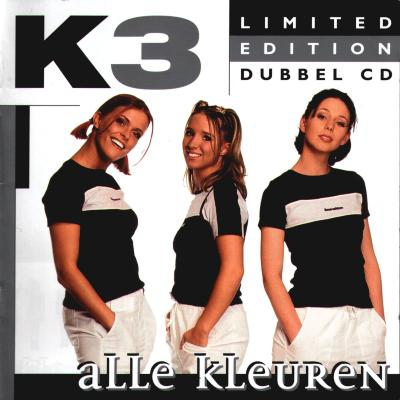 K3
LIMITED
EDITION
DUBBEL CD
alle kleuren